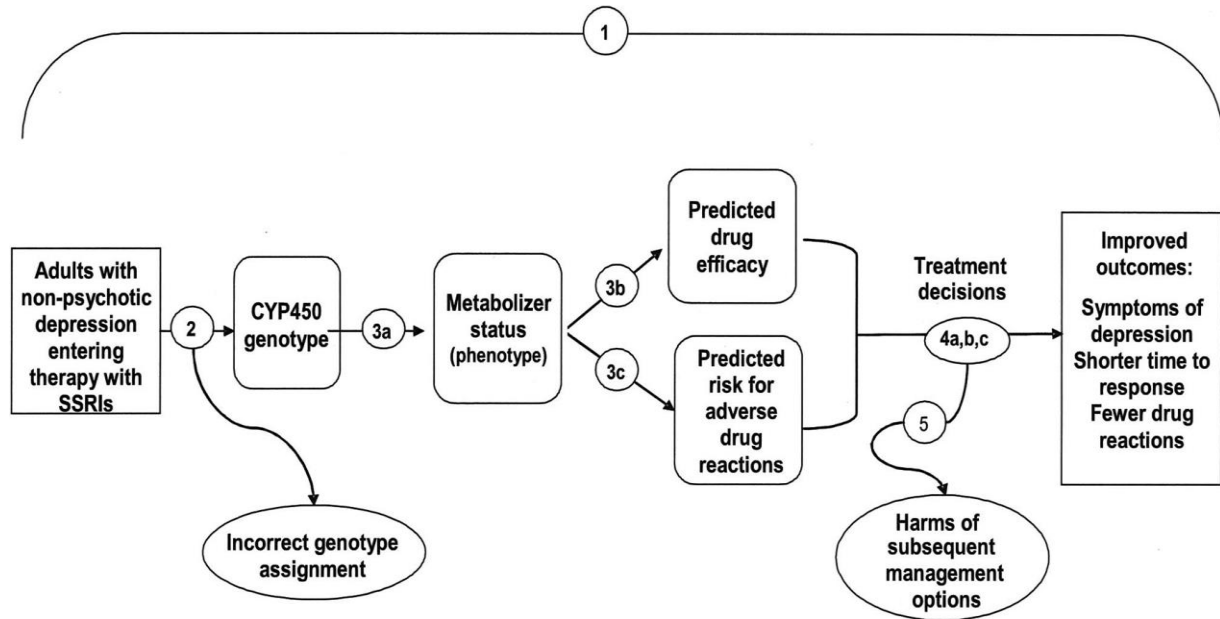 1
Adults with
non-psychotic
depression
entering
therapy with
SSRIs
2
CYP450
genotype
3a
Metabolizer
status
(phenotype)
3b
3c
Predicted
drug
efficacy
Predicted
risk for
adverse
drug
reactions
Treatment
decisions
4a,b,c
5
Improved
outcomes:
Symptoms of
depression
Shorter time to
response
Fewer drug
reactions
Incorrect genotype
assignment
Harms of
subsequent
management
options